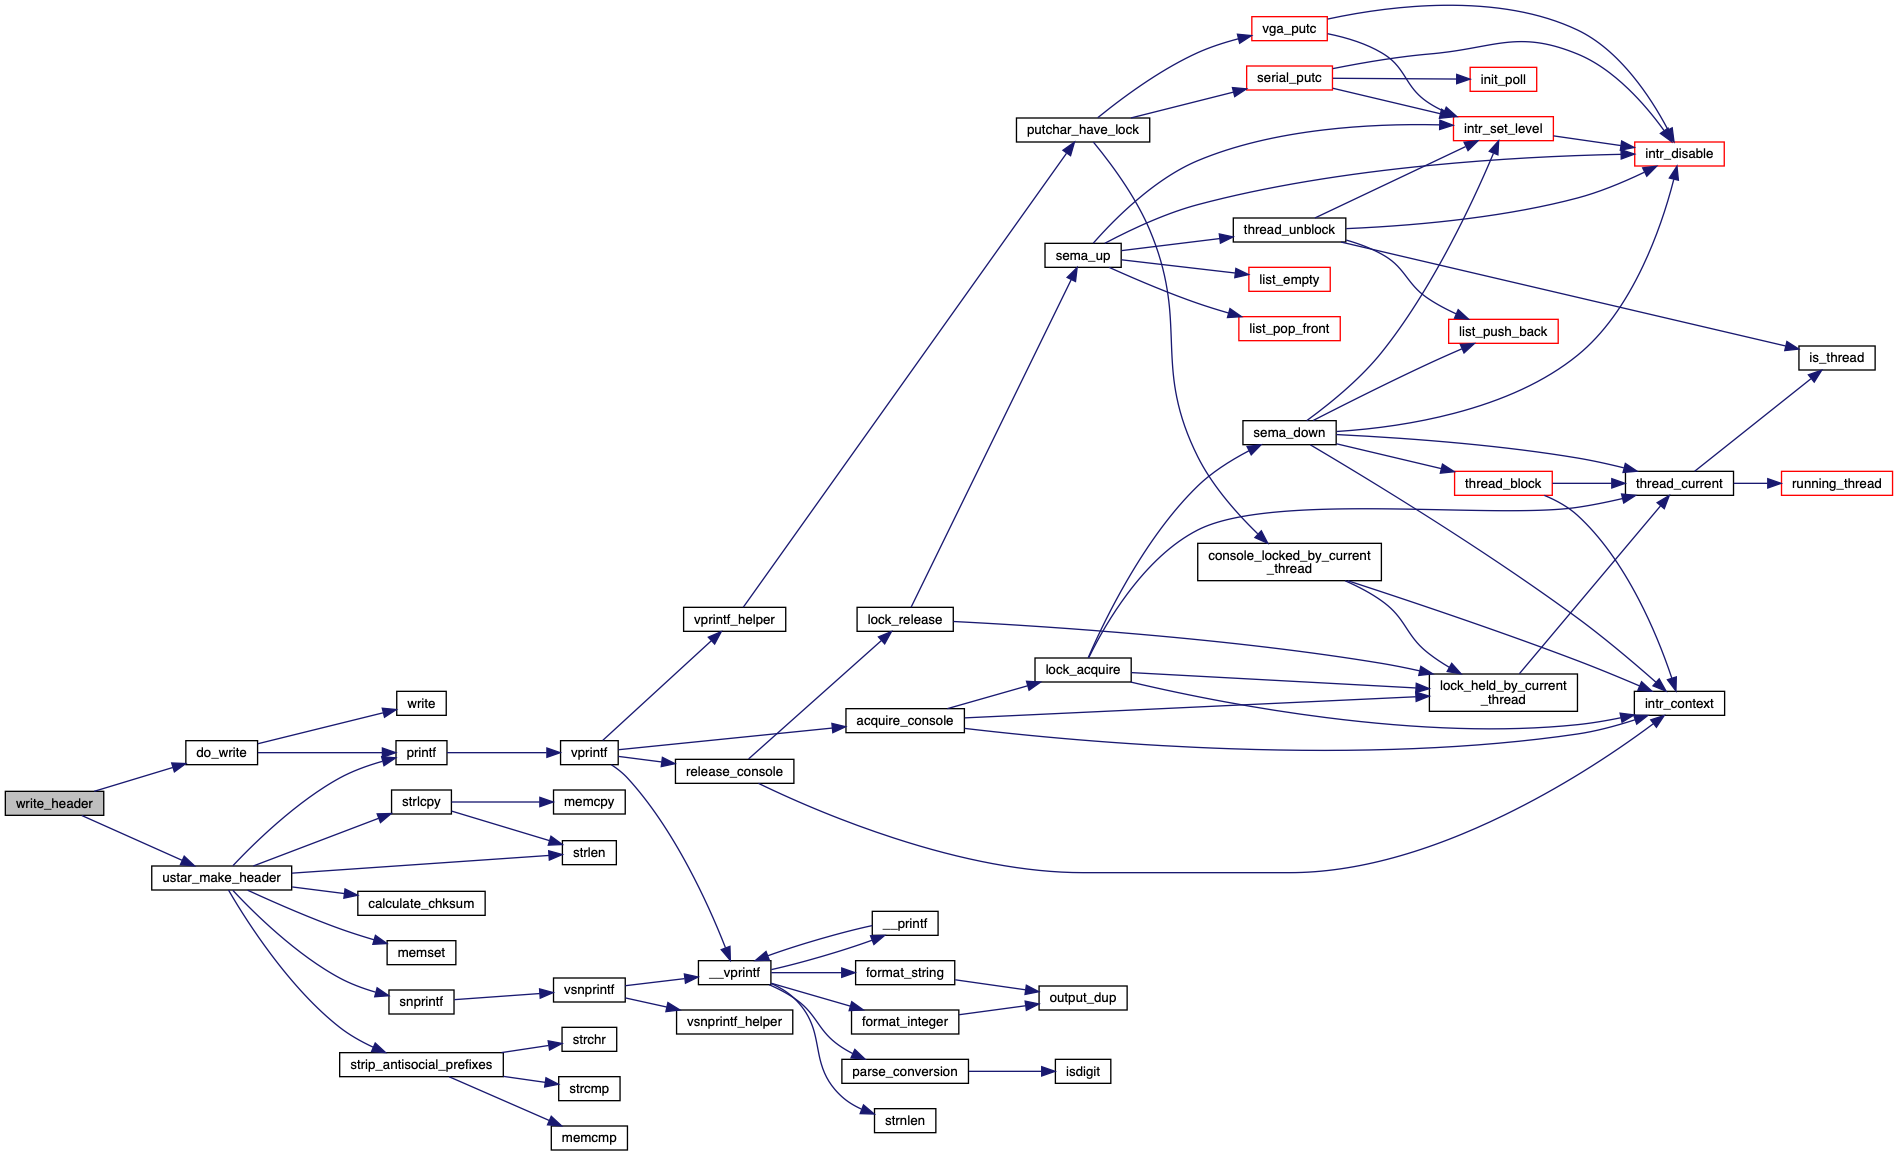 vga_putc
serial_putc
init_poll
putchar_have_lock
intr_set_level
intr_disable
thread_unblock
sema_up
list_empty
list_pop_front
list_push_back
is_thread
sema_down
thread_block
thread_current
running_thread
console_locked_by_current
_thread
vprintf_helper
lock_release
lock_acquire
lock_held_by_current
_thread
write
intr_context
acquire_console
do_write
printf
vprintf
release_console
write_header
strlcpy
memcpy
strlen
ustar_make_header
calculate_chksum
__printf
memset
__vprintf
format_string
snprintf
vsnprintf
output_dup
vsnprintf_helper
format_integer
strchr
strip_antisocial_prefixes
parse_conversion
isdigit
strcmp
strnlen
memcmp